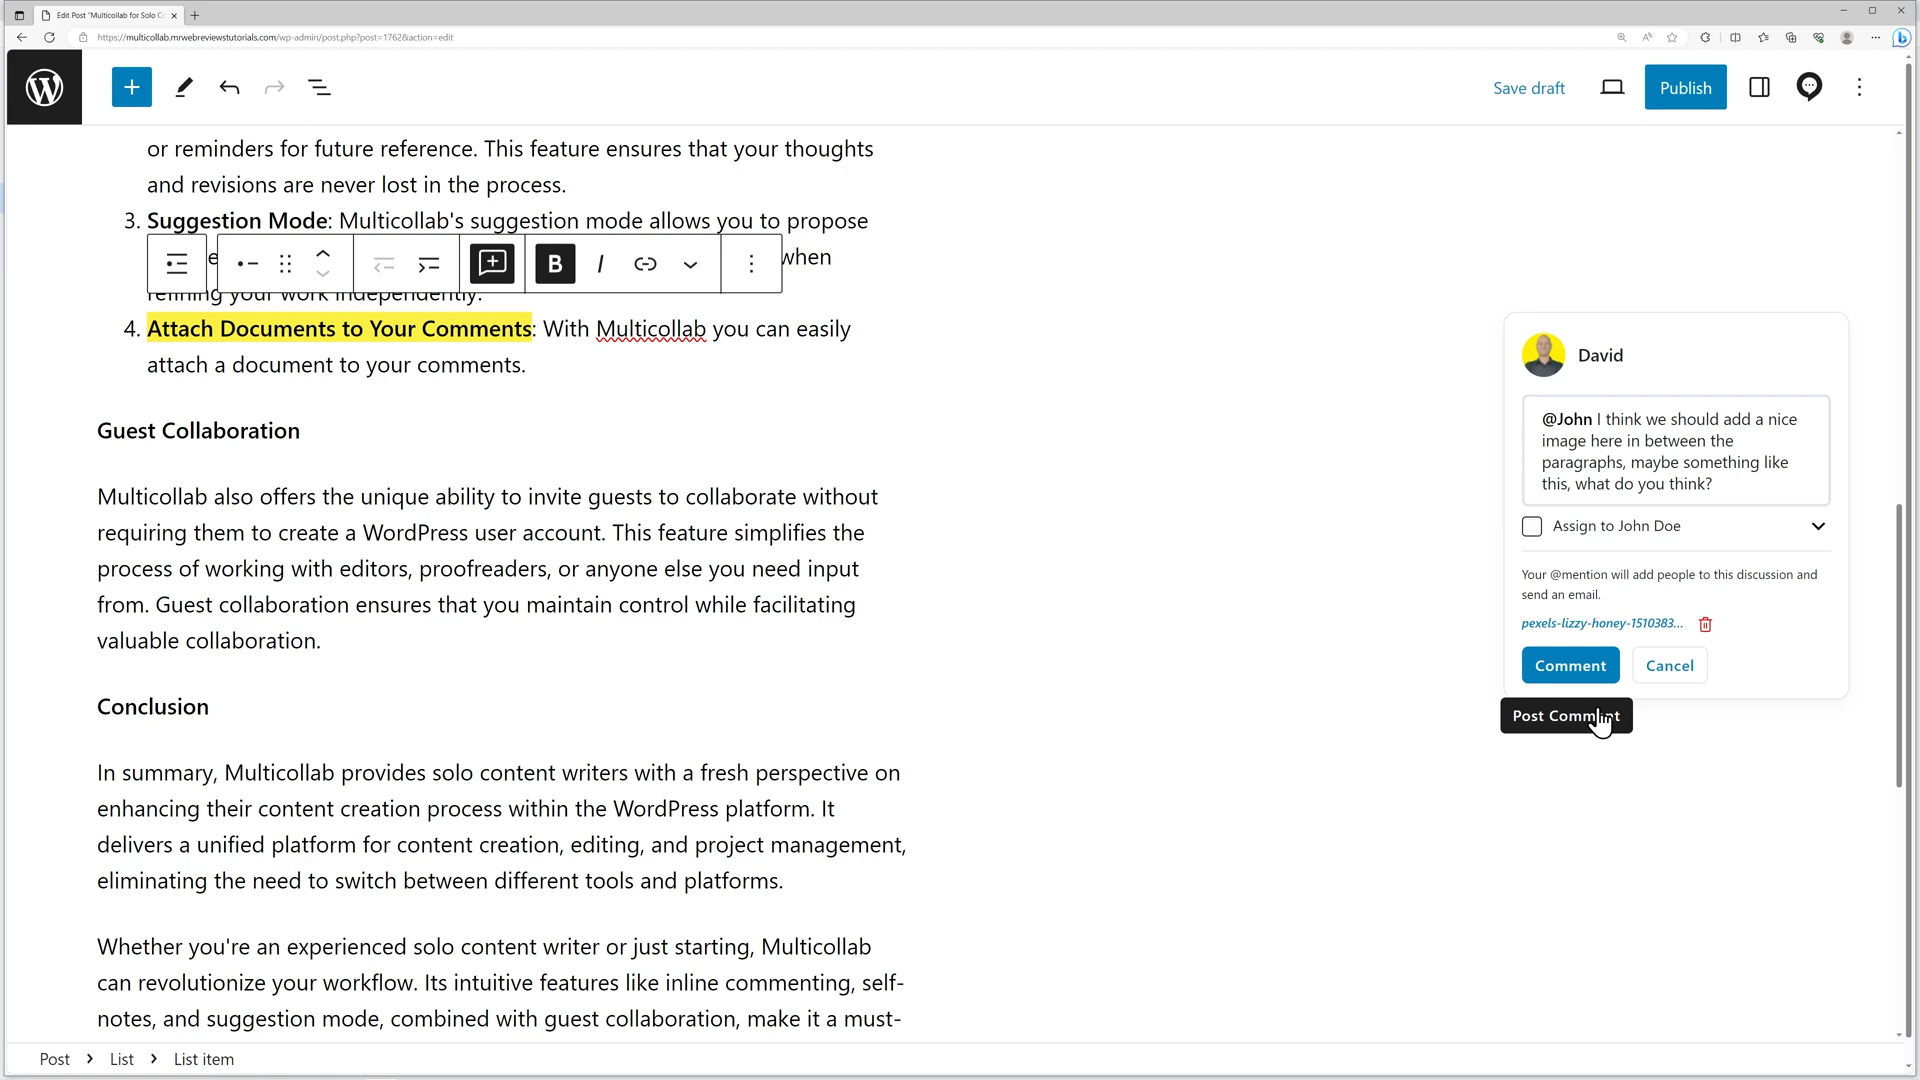 Edit Post "Multicollab for Solo Co
https://multicollab.mrwebreviewstutorials.com/wp-admin/post.php?post=1762&action=edit
Save draft
Publish
or reminders for future reference. This feature ensures that your thoughts
and revisions are never lost in the process.
3. Suggestion Mode: Multicollab's suggestion mode allows you to propose
when
refining your work independently.
4. Attach Documents to Your Comments: With Multicollab you can easily
attach a document to your comments.
Guest Collaboration
Multicollab also offers the unique ability to invite guests to collaborate without
requiring them to create a WordPress user account. This feature simplifies the
process of working with editors, proofreaders, or anyone else you need input
from. Guest collaboration ensures that you maintain control while facilitating
valuable collaboration.
Conclusion
In summary, Multicollab provides solo content writers with a fresh perspective on
enhancing their content creation process within the WordPress platform. It
delivers a unified platform for content creation, editing, and project management,
eliminating the need to switch between different tools and platforms.
Whether you're an experienced solo content writer or just starting, Multicollab
can revolutionize your workflow. Its intuitive features like inline commenting, self-
notes, and suggestion mode, combined with guest collaboration, make it a must-
David
@John I think we should add a nice
image here in between the
paragraphs, maybe something like
this, what do you think?
Assign to John Doe
Your @mention will add people to this discussion and
send an email.
pexels-lizzy-honey-1510383...
Comment
Cancel
Post Comment
Post > List > List item